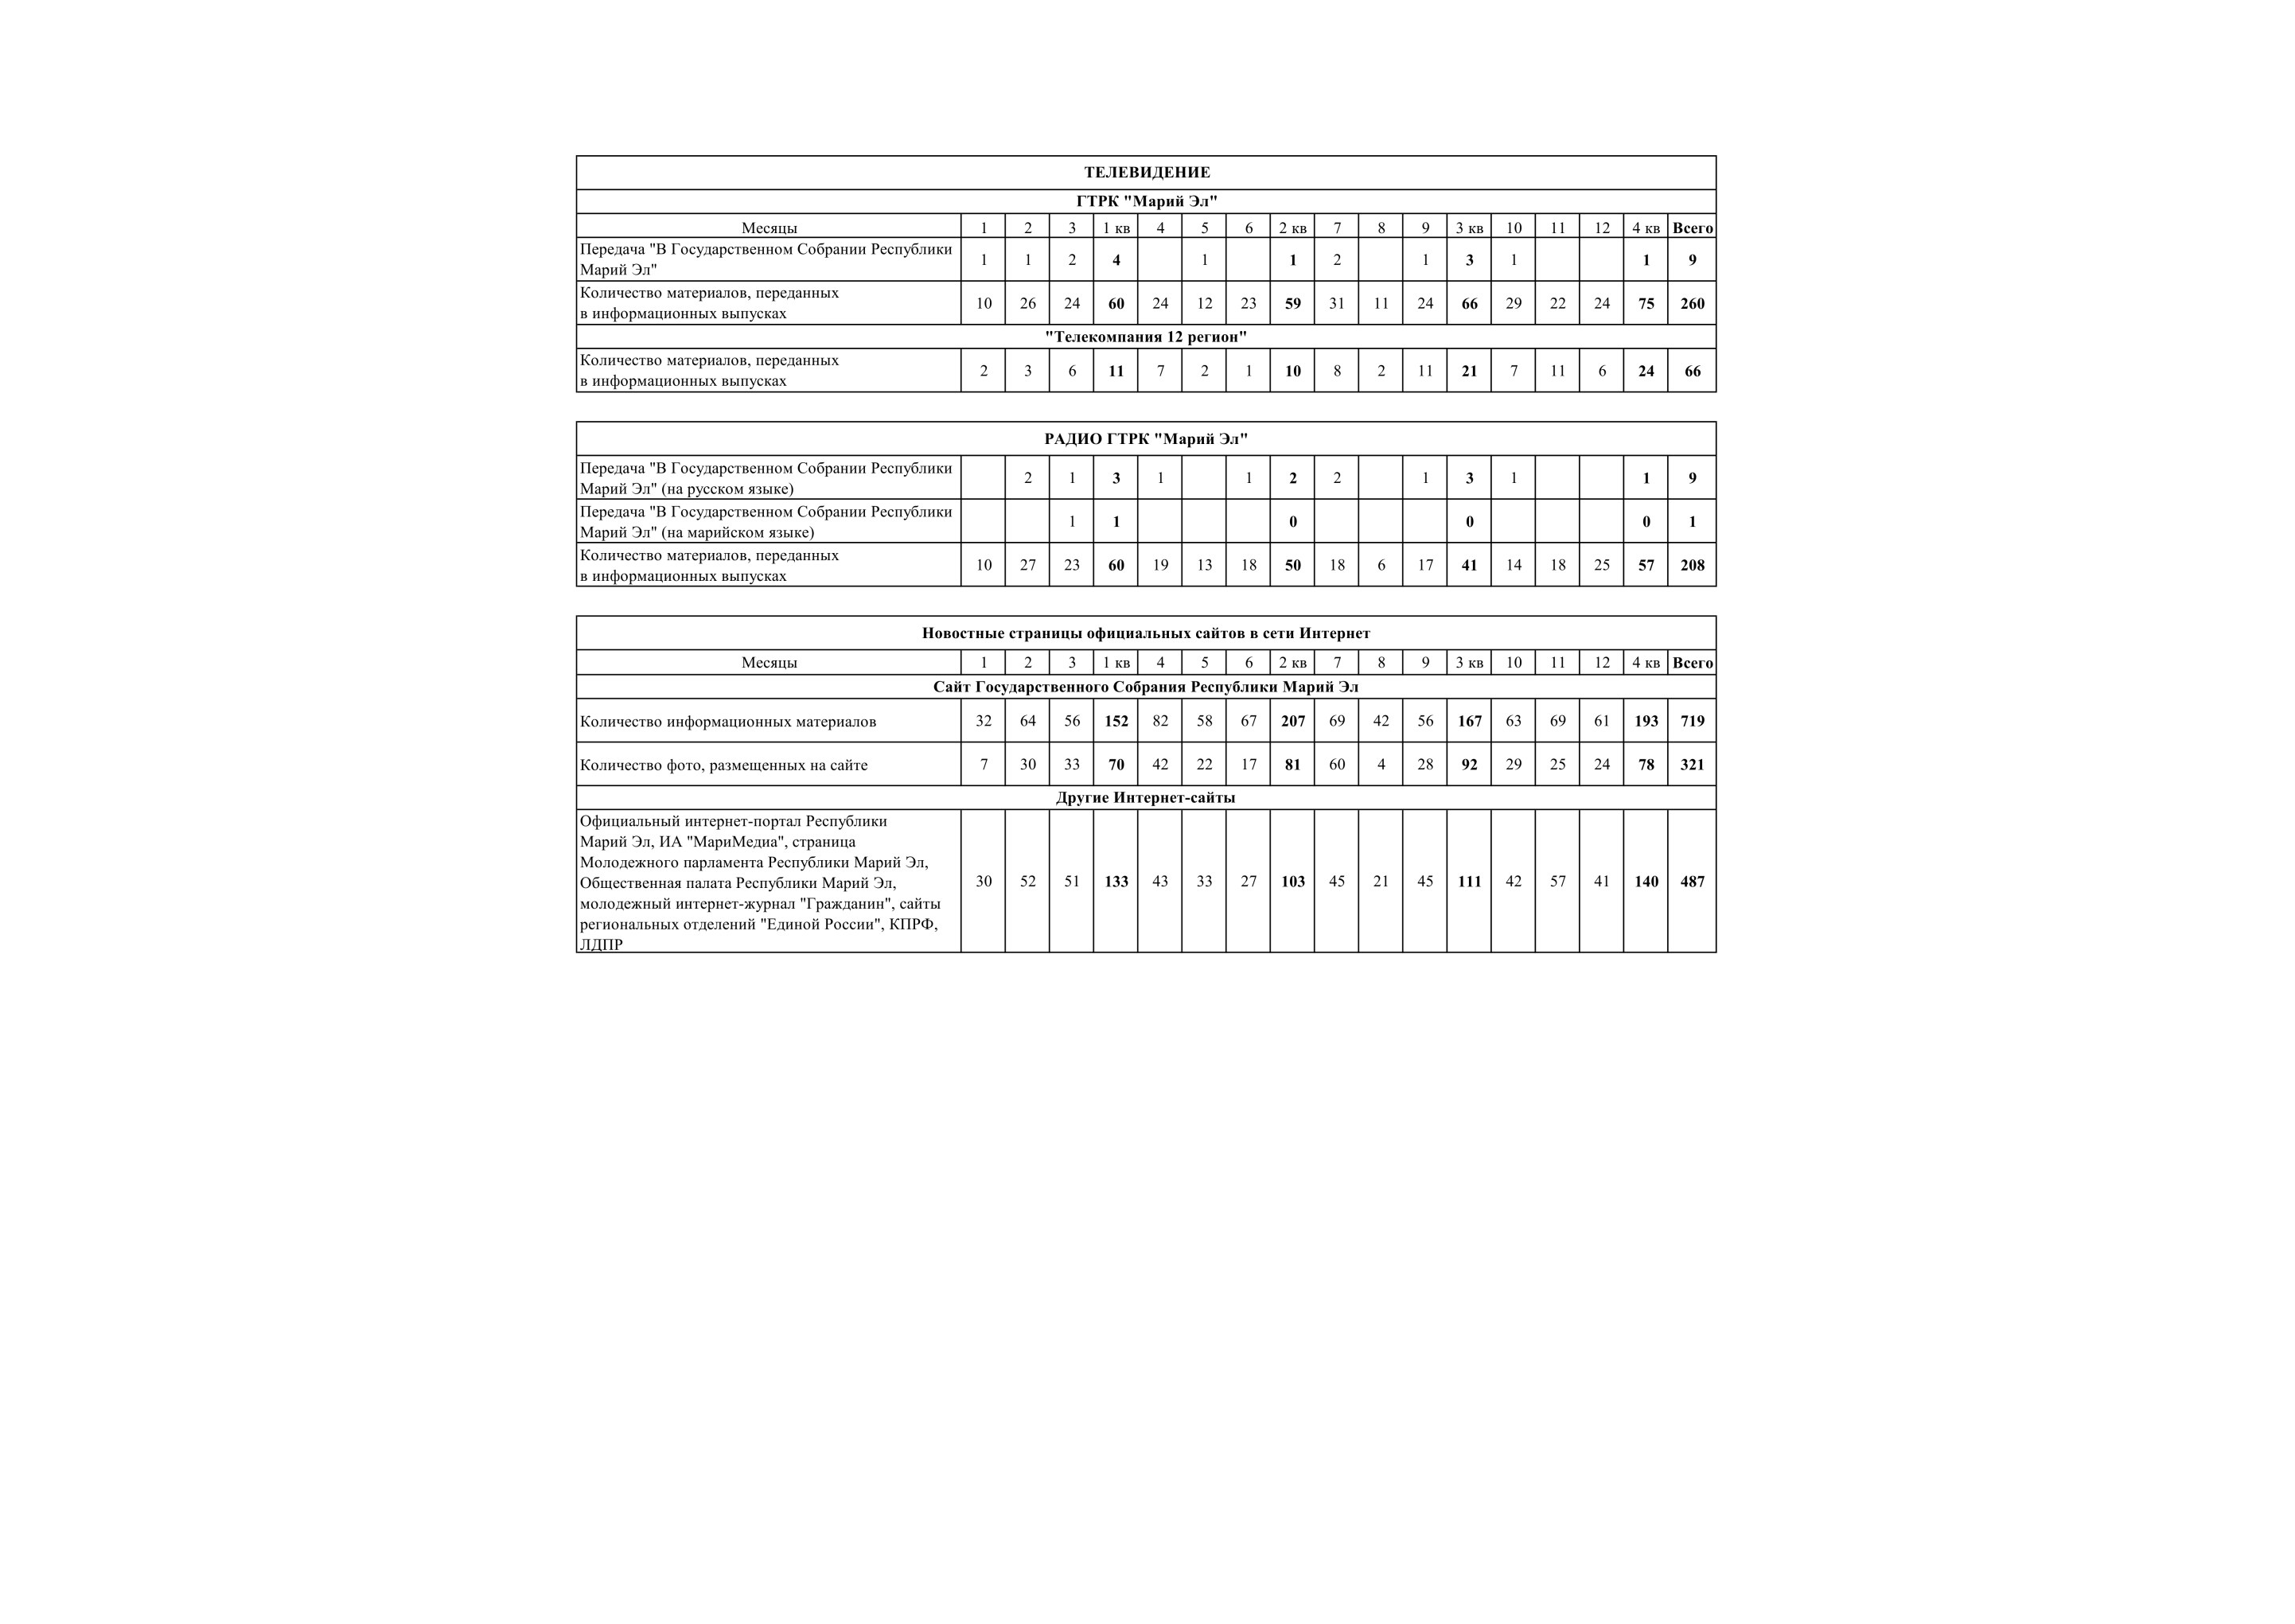 ТЕЛЕВИДЕНИЕ
ГТРК "Марий Эл"
Месяцы 1 2 3 1 кв 4 5 6 2 кв 7 8 9 3 кв 10 11 12 4 кв Всего
Передача "В Государственном Собрании Республики
Марий Эл" 1 1 2 4 1 1 2 1 3 1 1 9
Количество материалов, переданных
в информационных выпусках 10 26 24 60 24 12 23 59 31 11 24 66 29 22 24 75 260
"Телекомпания 12 регион"
Количество материалов, переданных
в информационных выпусках 2 3 6 11 7 2 1 10 8 2 11 21 7 11 6 24 66
РАДИО ГТРК "Марий Эл"
Передача "В Государственном Собрании Республики
Марий Эл" (на русском языке) 2 1 3 1 1 2 2 1 3 1 1 9
Передача "В Государственном Собрании Республики
Марий Эл" (на марийском языке) 1 1 0 0 0 1
Количество материалов, переданных
в информационных выпусках 10 27 23 60 19 13 18 50 18 6 17 41 14 18 25 57 208
Новостные страницы официальных сайтов в сети Интернет
Месяцы 1 2 3 1 кв 4 5 6 2 кв 7 8 9 3 кв 10 11 12 4 кв Всего
Сайт Государственного Собрания Республики Марий Эл
Количество информационных материалов 32 64 56 152 82 58 67 207 69 42 56 167 63 69 61 193 719
Количество фото, размещенных на сайте 7 30 33 70 42 22 17 81 60 4 28 92 29 25 24 78 321
Другие Интернет-сайты
Официальный интернет-портал Республики
Марий Эл, ИА "МариМедиа", страница
Молодежного парламента Республики Марий Эл,
Общественная палата Республики Марий Эл, 30 52 51 133 43 33 27 103 45 21 45 111 42 57 41 140 487
молодежный интернет-журнал "Гражданин", сайты
региональных отделений "Единой России", КПРФ,
ЛДПР